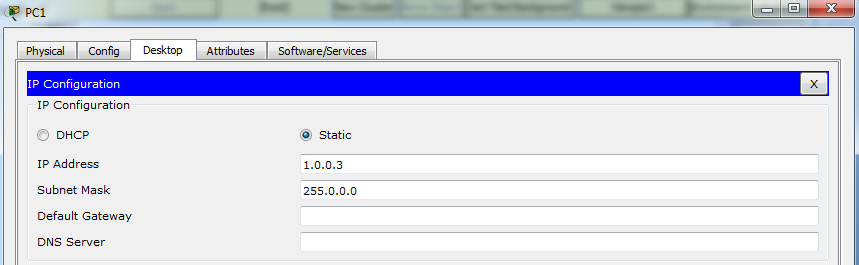 PC1
Physical Config Desktop Attributes Software/Services
IP Configuration X
IP Configuration
DHCP Static
IP Address 1.0.0.3
Subnet Mask 255.0.0.0
Default Gateway
DNS Server